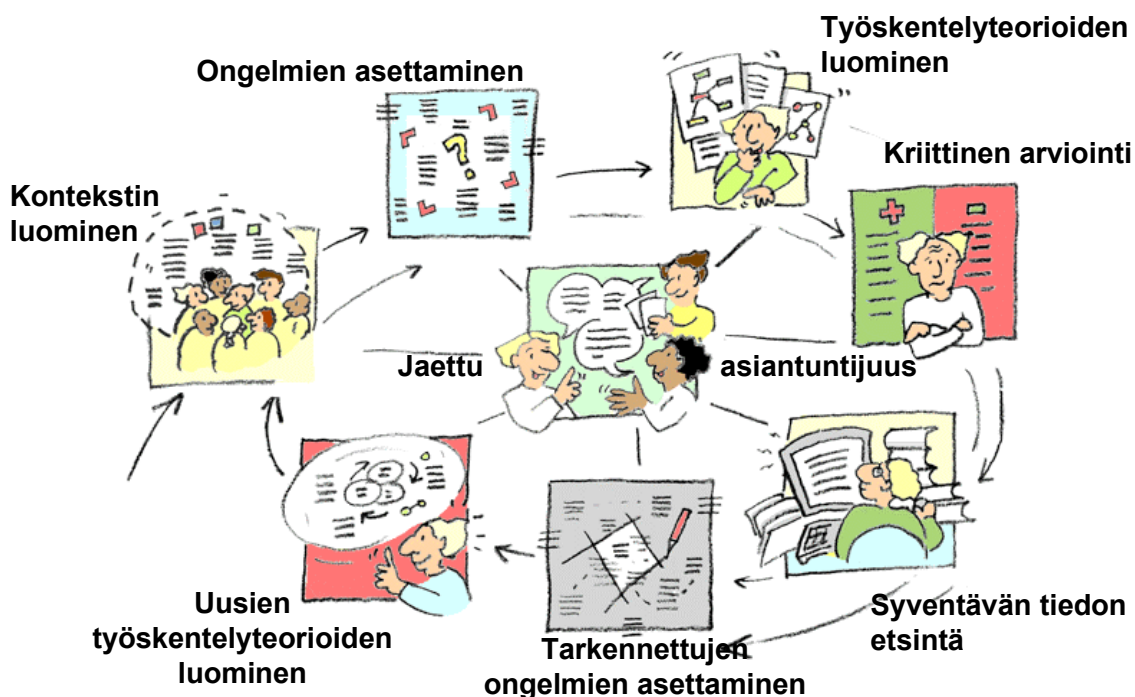 Työskentelyteorioiden
luominen
Ongelmien asettaminen
Kriittinen arviointi
Kontekstin
luominen
Jaettu
asiantuntijuus
Syventävän tiedon
etsintä
Uusien
työskentelyteorioiden
luominen
Tarkennettujen
ongelmien asettaminen